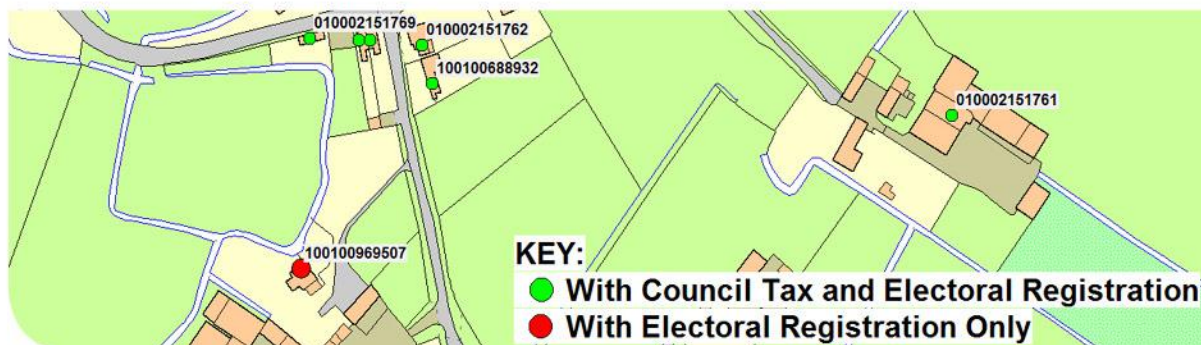 010002151769
010002151762
100100688932
010002151761
100100969507
KEY:
With Council Tax and Electoral Registration
With Electoral Registration Only